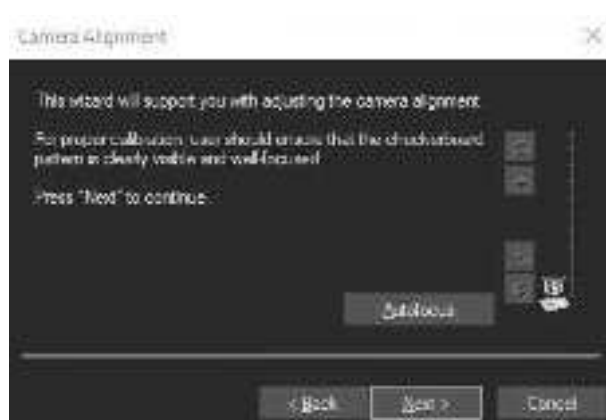 Camera Alignment
This wizard will support you with adjusting the camera alignment.
For proper calibration, user should ensure that the checkerboard
pattern is clearly visible and well-focused.
Press "Next" to continue.
Autofocus
< Back
Next >
Cancel